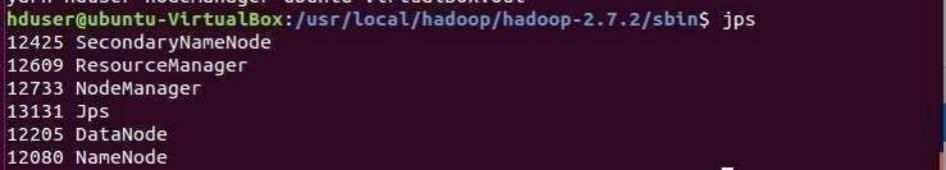 hduser@ubuntu-VirtualBox:/usr/local/hadoop/hadoop-2.7.2/sbin$ jps
12425 SecondaryNameNode
12609 ResourceManager
12733 NodeManager
13131 Jps
12205 DataNode
12080 NameNode